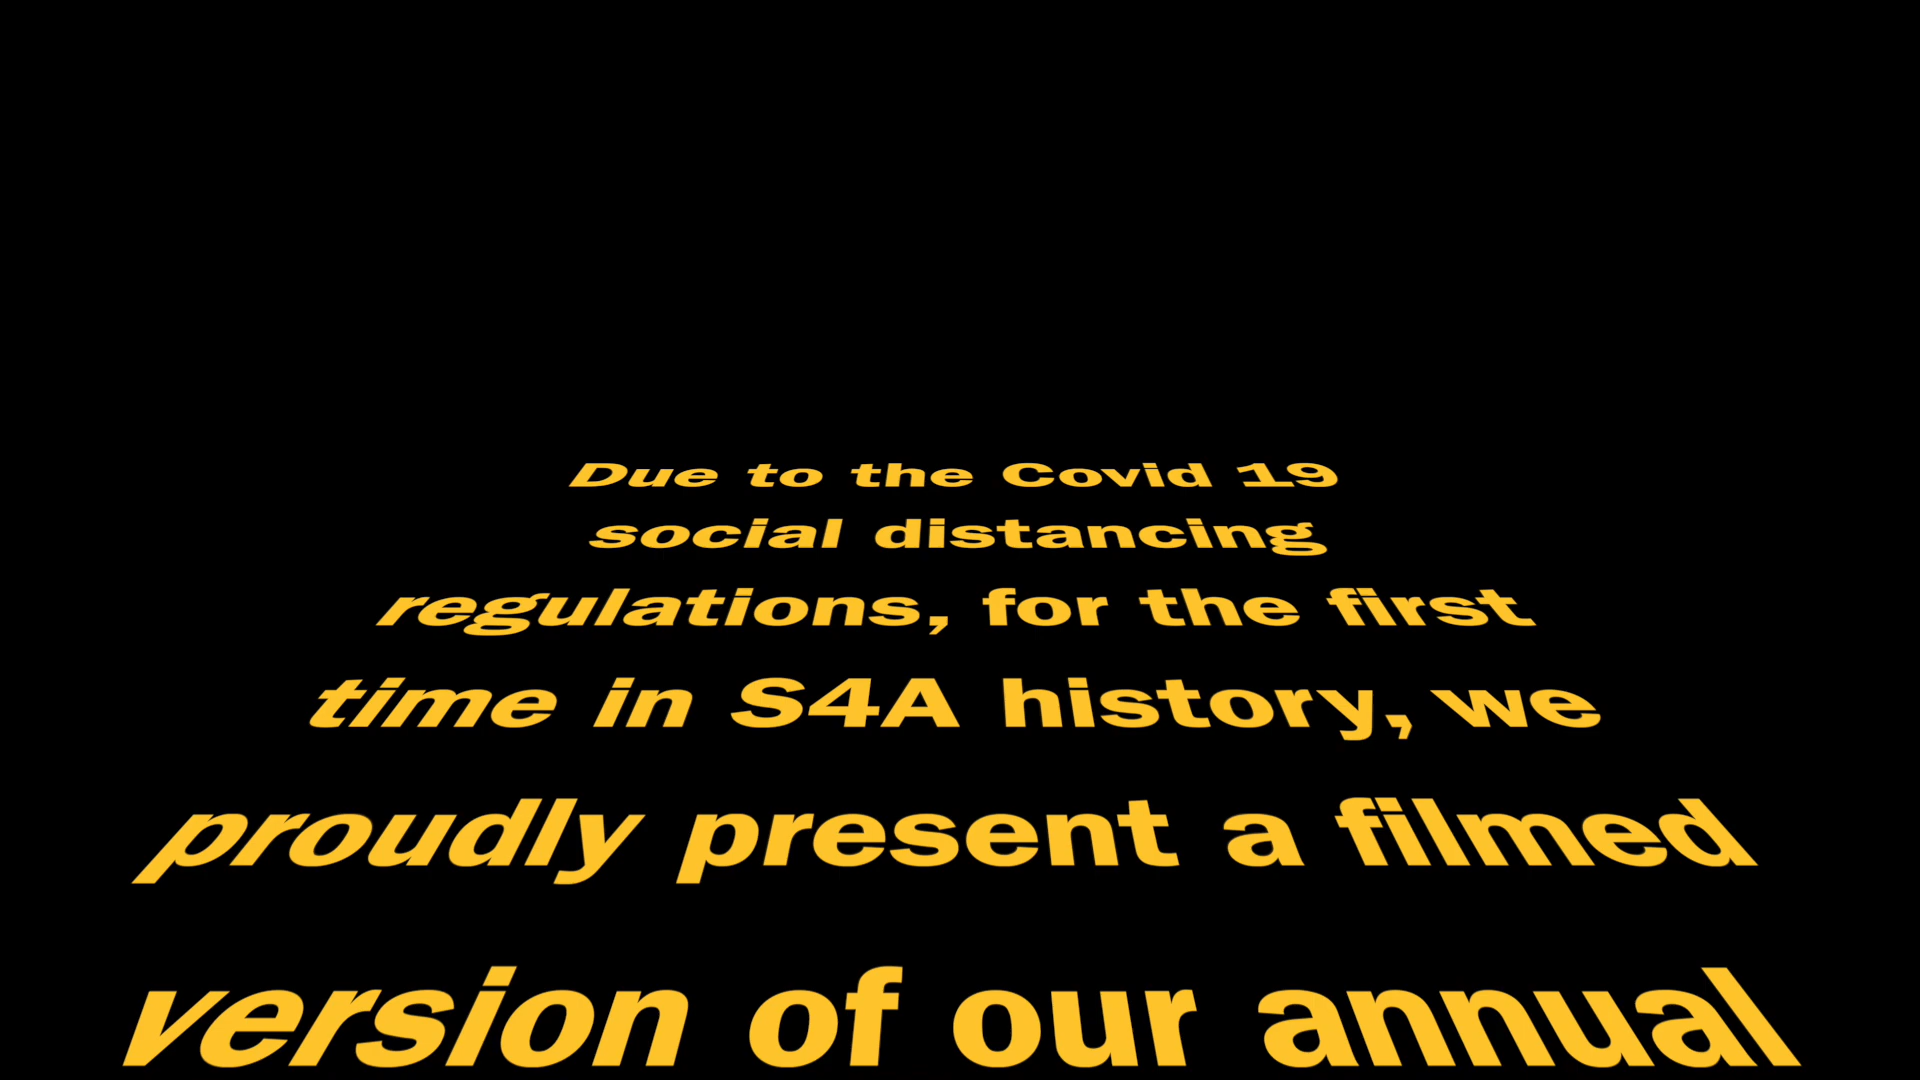 Due to the Covid 19
social distancing
regulations, for the first
time in S4A history, we
proudly present a filmed
version of our annual